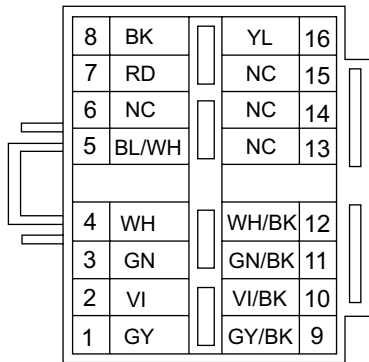 8 BK YL 16
7 RD NC 15
6 NC NC 14
5 BL/WH NC 13
4 WH WH/BK 12
3 GN GN/BK 11
2 VI VI/BK 10
1 GY GY/BK 9